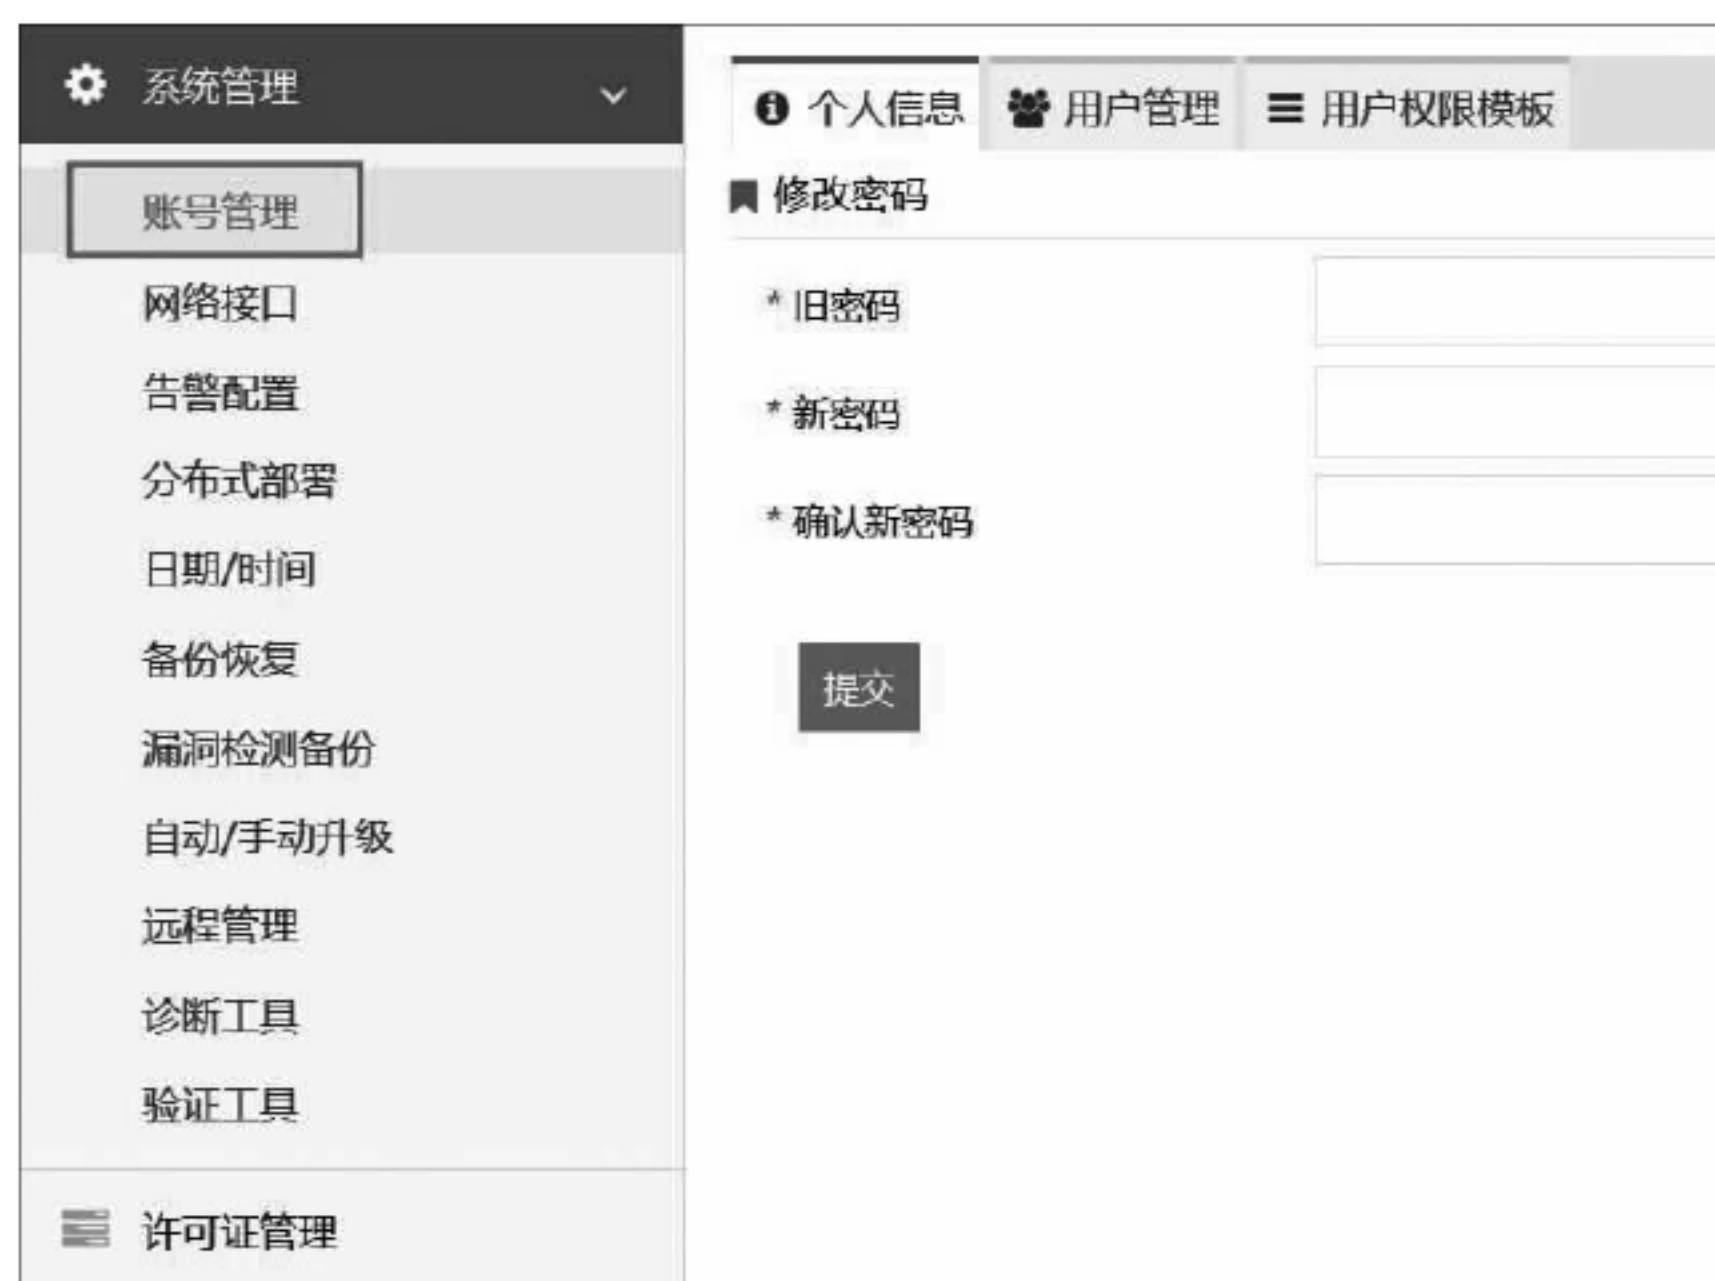 系统管理
账号管理
网络接口
告警配置
分布式部署
日期/时间
备份恢复
漏洞检测备份
自动/手动升级
远程管理
诊断工具
验证工具
许可证管理
个人信息 用户管理 用户权限模板
修改密码
* 旧密码
* 新密码
* 确认新密码
提交